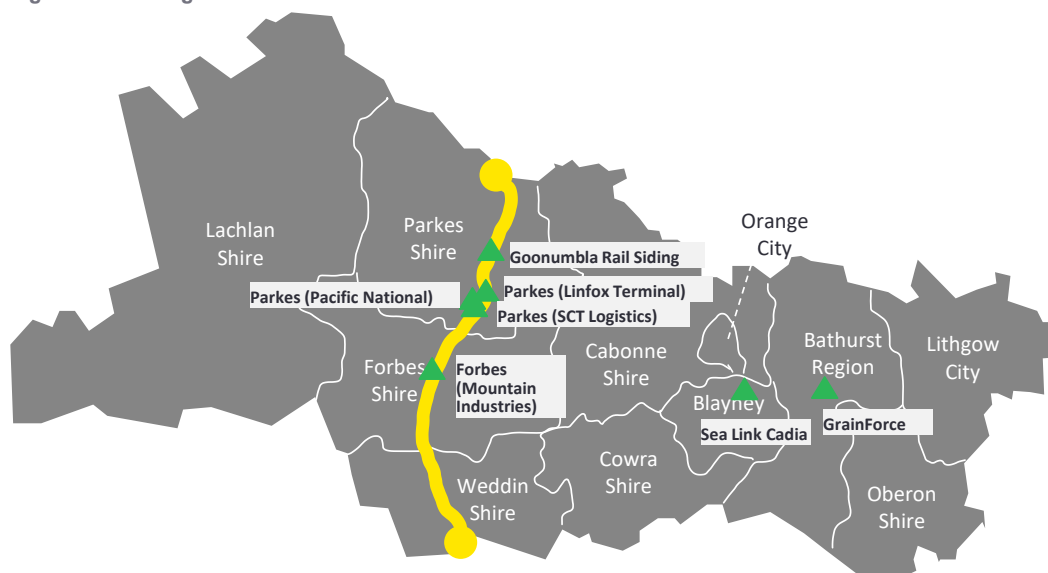 Orange
City
Lachlan
Shire
Parkes
Shire
Goonumbla Rail Siding
Parkes (Pacific National)
Parkes (Linfox Terminal)
Parkes (SCT Logistics)
Forbes
Shire
Forbes
(Mountain
Industries)
Cabonne
Shire
Bathurst
Region
Lithgow
City
Blayney
Sea Link Cadia
GrainForce
Cowra
Shire
Weddin
Shire
Oberon
Shire